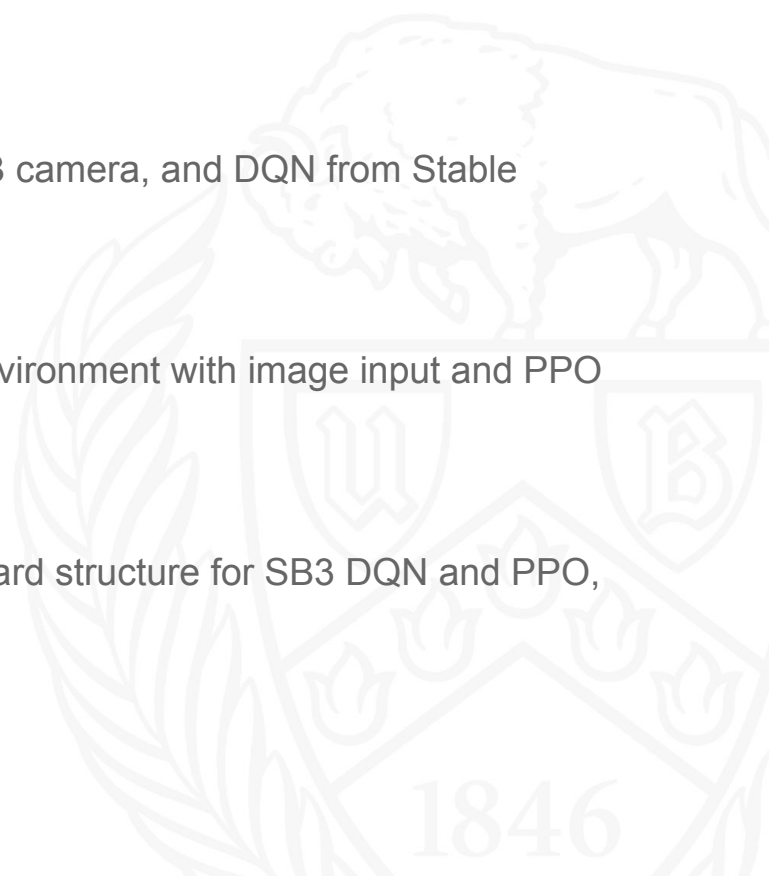 B camera, and DQN from Stable
vironment with image input and PPO
ard structure for SB3 DQN and PPO,
U B
1846